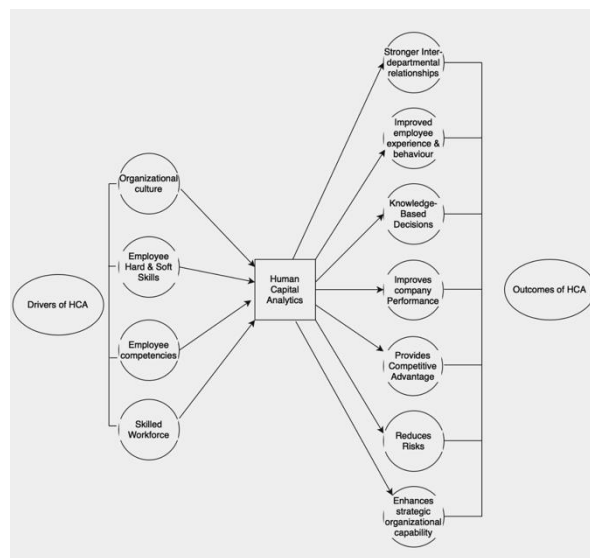 Stronger Inter-
departmental
relationships
Improved
employee
experience &
behaviour
Organizational
culture
Knowledge-
Based
Decisions
Employee
Hard & Soft
Skills
Human
Capital
Analytics
Improves
company
Performance
Drivers of HCA
Outcomes of HCA
Employee
competencies
Provides
Competitive
Advantage
Skilled
Workforce
Reduces
Risks
Enhances
strategic
organizational
capability